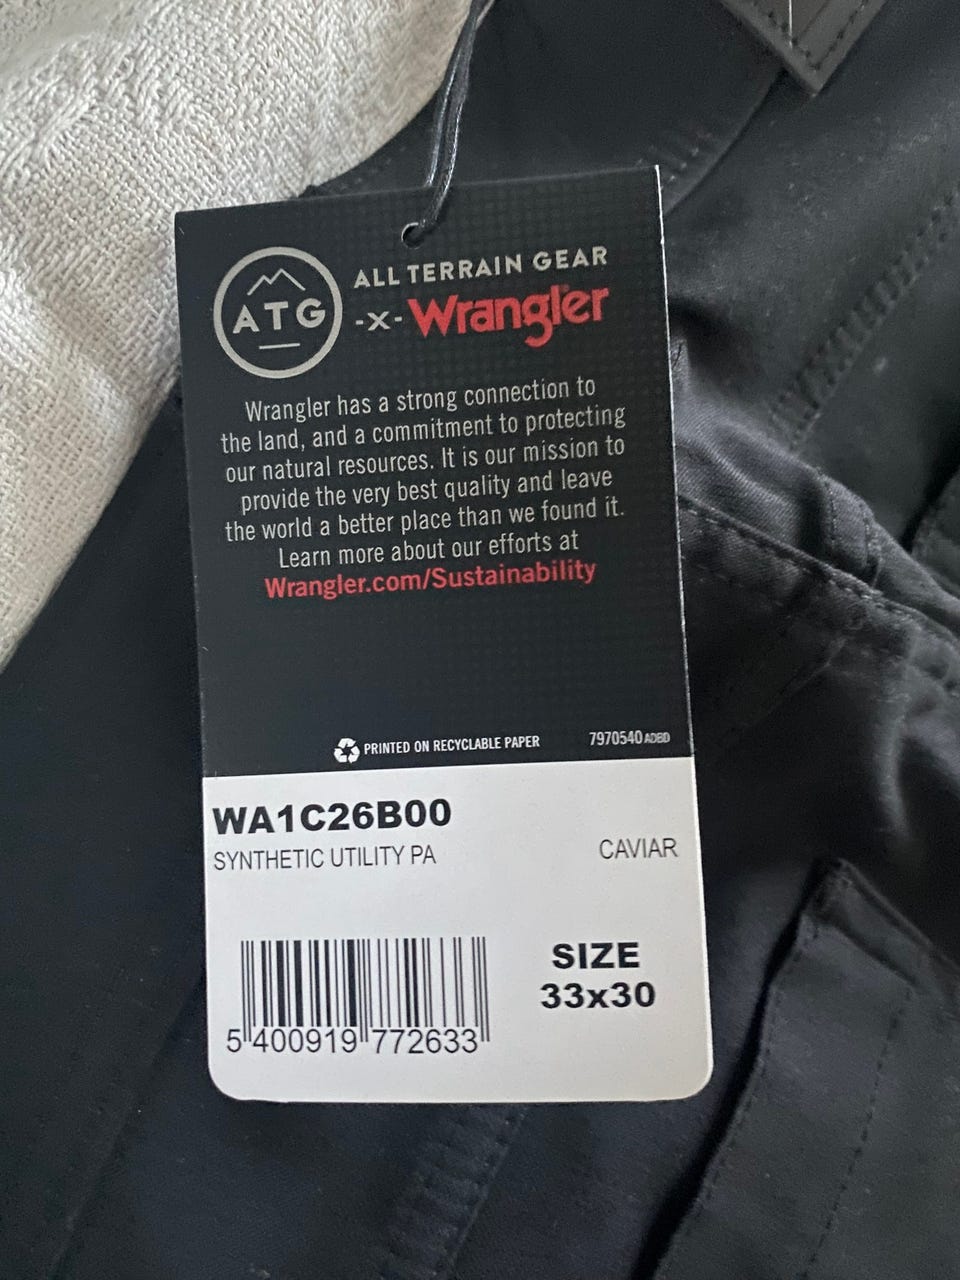 ATG
ALL TERRAIN GEAR
-X- Wrangler
Wrangler has a strong connection to
the land, and a commitment to protecting
our natural resources. It is our mission to
provide the very best quality and leave
the world a better place than we found it.
Learn more about our efforts at
Wrangler.com/Sustainability
PRINTED ON RECYCLABLE PAPER
7970540 ADBD
WA1C26B00
SYNTHETIC UTILITY PA
CAVIAR
SIZE
33x30
5 400919 772633